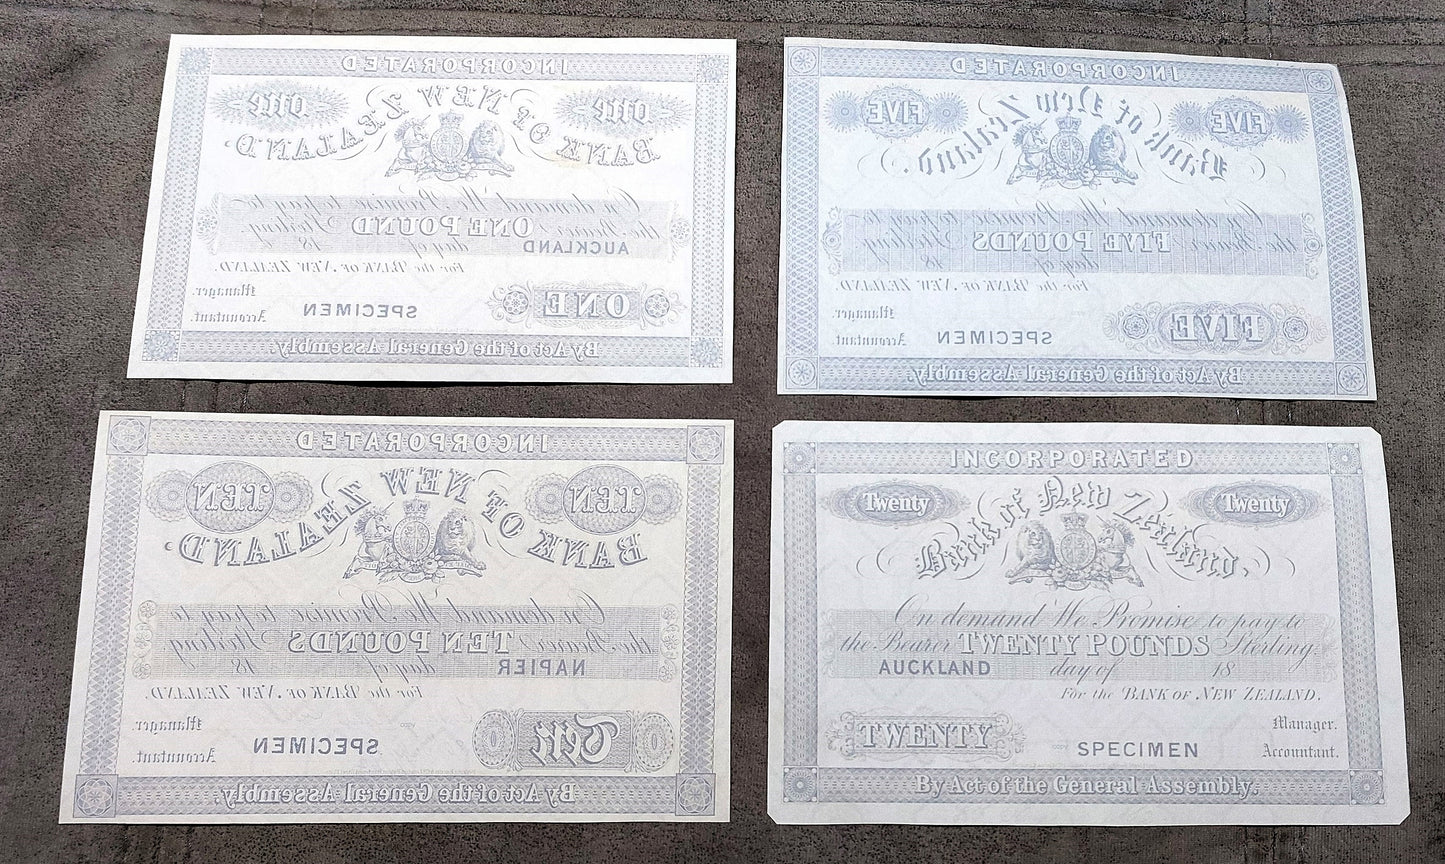 INCORPORATED
One One
BANK OF NEW ZEALAND.
On demand We Promise to pay to
the Bearer ONE POUND Sterling.
AUCKLAND day of 18
For the BANK OF NEW ZEALAND.
Manager.
ONE SPECIMEN Accountant.
By Act of the General Assembly.
INCORPORATED
FIVE FIVE
Bank of New Zealand.
On demand We Promise to pay to
the Bearer FIVE POUNDS Sterling
day of 18
For the BANK OF NEW ZEALAND.
Manager.
FIVE SPECIMEN Accountant.
By Act of the General Assembly.
INCORPORATED
TEN TEN
BANK OF NEW ZEALAND.
On demand We Promise to pay to
the Bearer TEN POUNDS Sterling
NAPIER day of 18
For the BANK OF NEW ZEALAND.
Manager.
Ten SPECIMEN Accountant.
By Act of the General Assembly.
INCORPORATED
Twenty Twenty
Bank of New Zealand.
On demand We Promise to pay to
the Bearer TWENTY POUNDS Sterling.
AUCKLAND day of 18
For the BANK OF NEW ZEALAND.
Manager.
TWENTY COPY SPECIMEN Accountant.
By Act of the General Assembly.